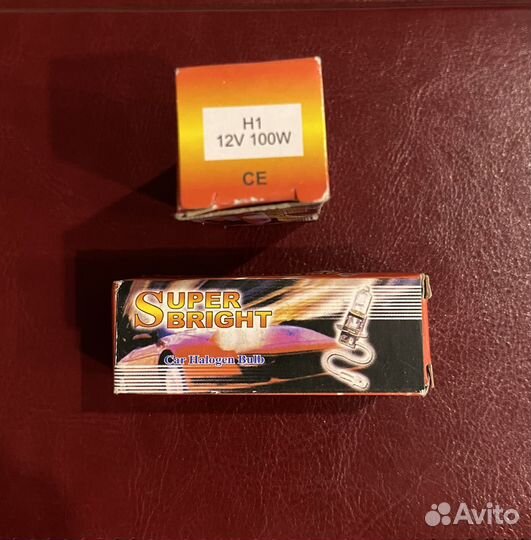 H1
12V 100W
CE
SUPER
BRIGHT
Car Halogen Bulb
Avito